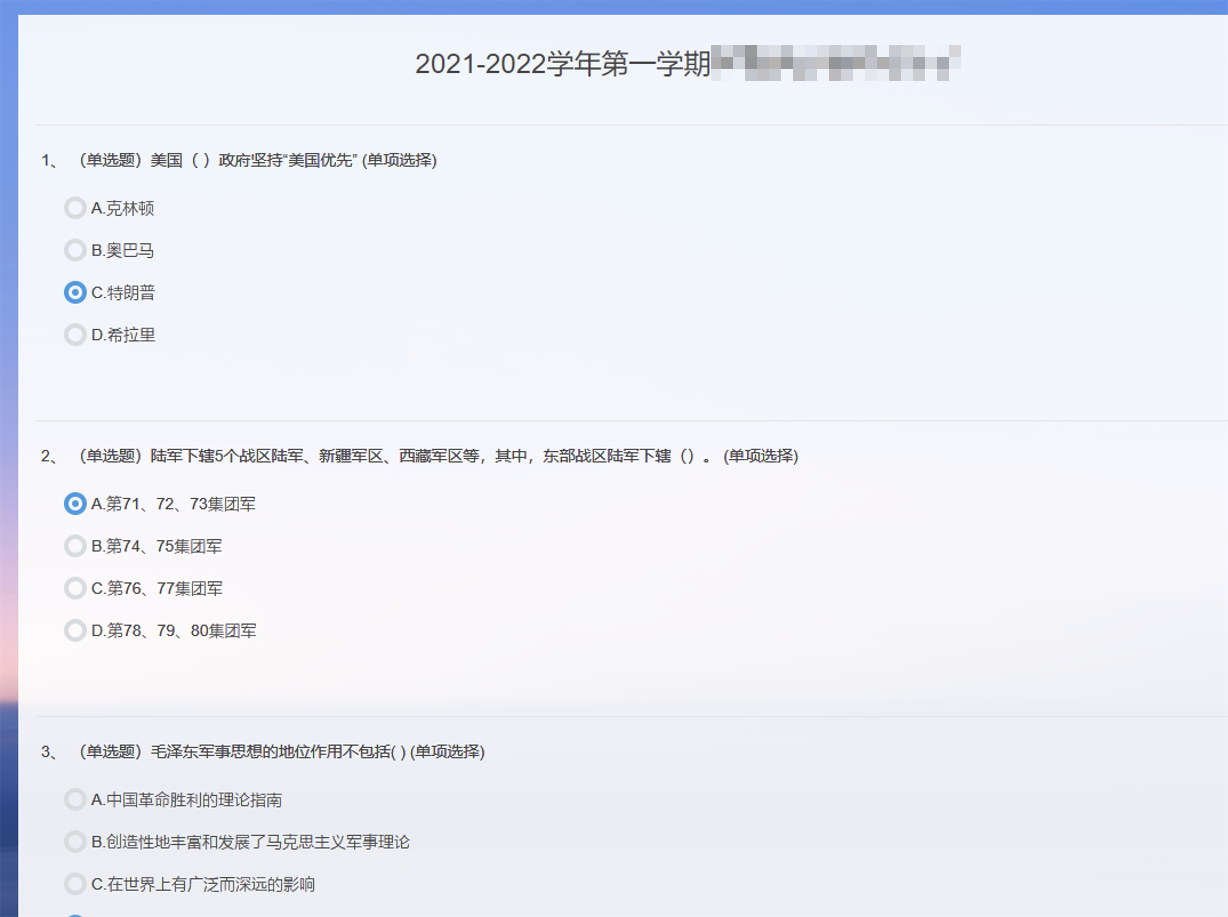 2021-2022学年第一学期
1、 （单选题）美国（ ）政府坚持“美国优先” (单项选择)
A.克林顿
B.奥巴马
C.特朗普
D.希拉里
2、 （单选题）陆军下辖5个战区陆军、新疆军区、西藏军区等，其中，东部战区陆军下辖（）。 (单项选择)
A.第71、72、73集团军
B.第74、75集团军
C.第76、77集团军
D.第78、79、80集团军
3、 （单选题）毛泽东军事思想的地位作用不包括( ) (单项选择)
A.中国革命胜利的理论指南
B.创造性地丰富和发展了马克思主义军事理论
C.在世界上有广泛而深远的影响